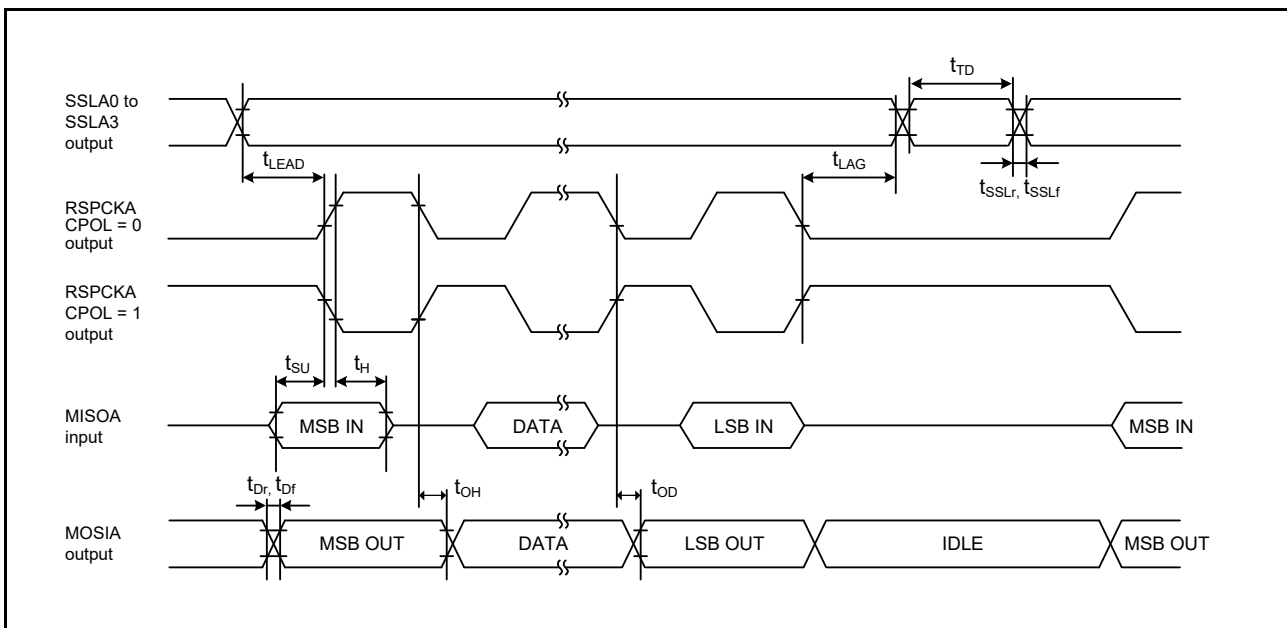 SSLA0 to
SSLA3
output
tTD
tLEAD
tLAG
tSSLr, tSSLf
RSPCKA
CPOL = 0
output
RSPCKA
CPOL = 1
output
tSU
tH
MISOA
input
MSB IN
DATA
LSB IN
MSB IN
tDr, tDf
tOH
tOD
MOSIA
output
MSB OUT
DATA
LSB OUT
IDLE
MSB OUT